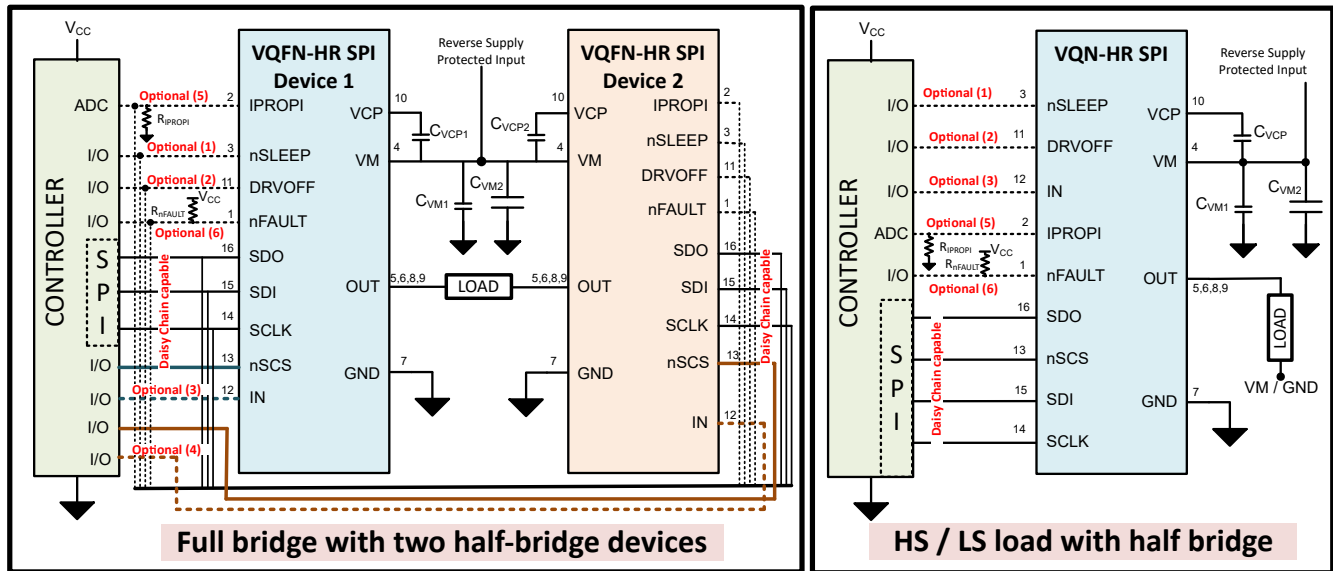 VCC
CONTROLLER
ADC
I/O
I/O
I/O
SPI
I/O
I/O
I/O
I/O
Optional (5)
RIPROPI
Optional (1)
Optional (2)
VCC
RnFAULT
Optional (6)
Daisy Chain capable
Optional (3)
Optional (4)
2
3
11
1
16
15
14
13
12
VQFN-HR SPI
Device 1
IPROPI
nSLEEP
DRVOFF
nFAULT
SDO
SDI
SCLK
nSCS
IN
VCP
VM
OUT
GND
10
4
5,6,8,9
7
Reverse Supply
Protected Input
CVCP1
CVCP2
CVM1
CVM2
LOAD
10
4
5,6,8,9
7
VQFN-HR SPI
Device 2
VCP
VM
OUT
GND
IPROPI
nSLEEP
DRVOFF
nFAULT
SDO
SDI
SCLK
nSCS
IN
2
3
11
1
16
15
14
13
12
Daisy Chain capable
Full bridge with two half-bridge devices
VCC
CONTROLLER
I/O
I/O
I/O
ADC
I/O
SPI
Optional (1)
Optional (2)
Optional (3)
Optional (5)
RIPROPI
VCC
RnFAULT
Optional (6)
Daisy Chain capable
3
11
12
2
1
16
13
15
14
VQN-HR SPI
nSLEEP
DRVOFF
IN
IPROPI
nFAULT
SDO
nSCS
SDI
SCLK
VCP
VM
OUT
GND
10
4
5,6,8,9
7
Reverse Supply
Protected Input
CVCP
CVM1
CVM2
LOAD
VM / GND
HS / LS load with half bridge